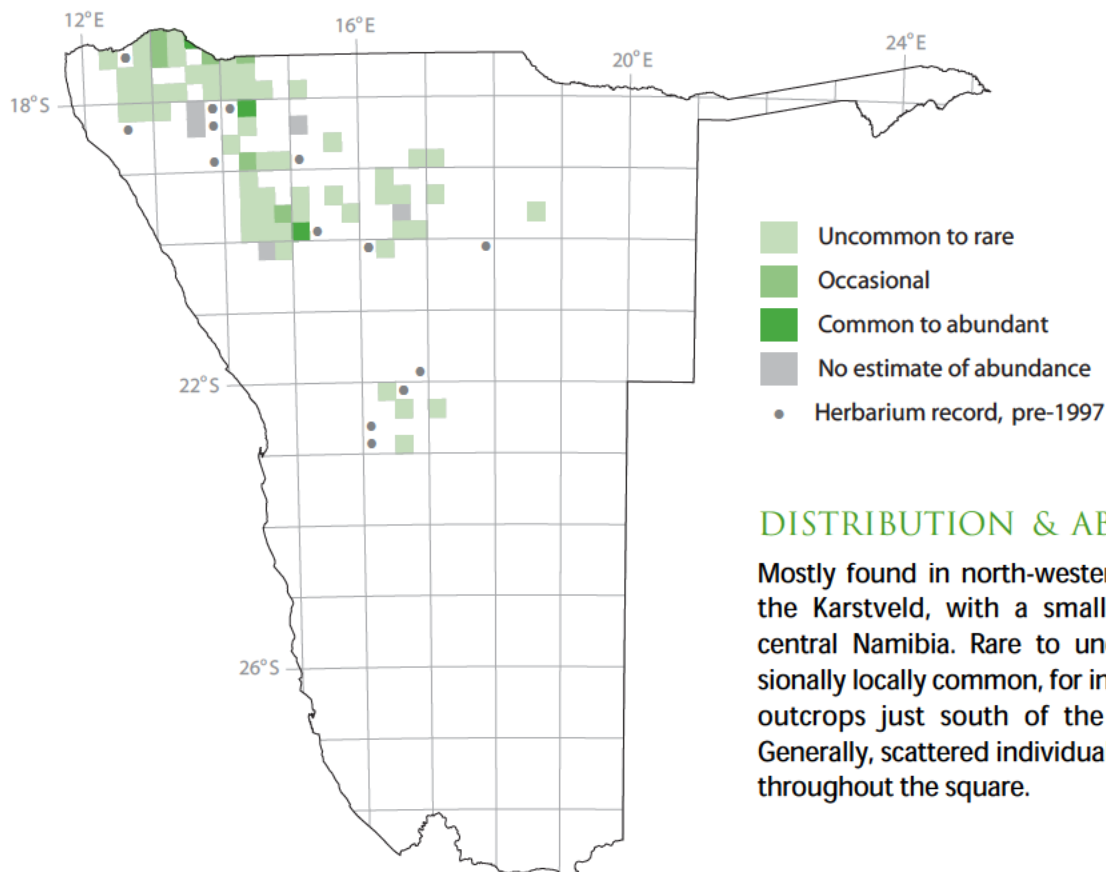 12°E
16°E
20°E
24°E
18°S
22°S
26°S
Uncommon to rare
Occasional
Common to abundant
No estimate of abundance
Herbarium record, pre-1997
DISTRIBUTION & AB
Mostly found in north-wester
the Karstveld, with a small
central Namibia. Rare to un
sionally locally common, for in
outcrops just south of the
Generally, scattered individua
throughout the square.